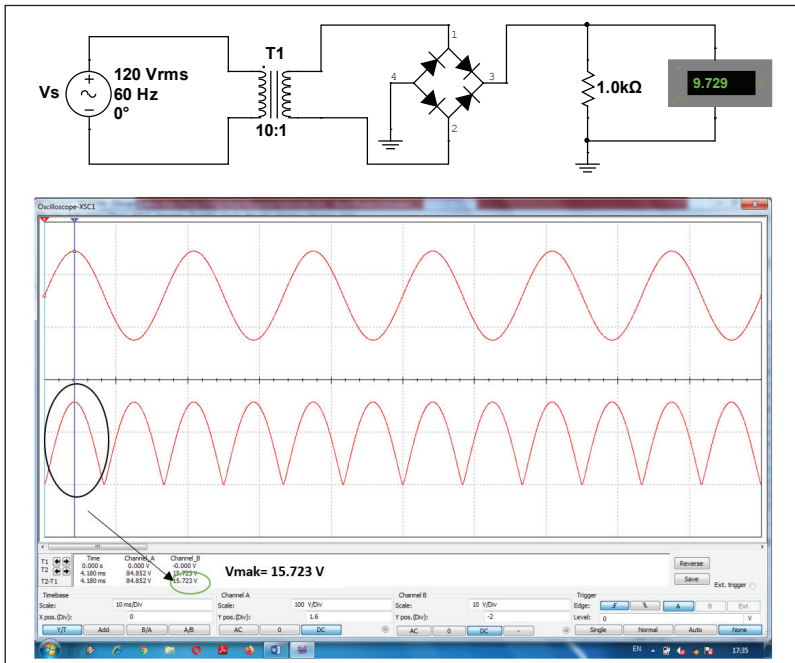 T1
1
Vs
120 Vrms
60 Hz
0°
10:1
4
3
2
1.0kΩ
9.729 V
Oscilloscope-XSC1
Time Channel_A Channel_B
T1 0.000 s 0.000 V -0.000 V
T2 4.180 ms 84.852 V 15.723 V
T2-T1 4.180 ms 84.852 V 15.723 V
Vmak= 15.723 V
Reverse
Save
Ext. trigger
Timebase
Scale: 10 ms/Div
X pos.(Div): 0
Y/T Add B/A A/B
Channel A
Scale: 100 V/Div
Y pos.(Div): 1.6
AC 0 DC
Channel B
Scale: 10 V/Div
Y pos.(Div): -2
AC 0 DC -
Trigger
Edge: A B Ext
Level: 0 V
Single Normal Auto None
EN
17:35